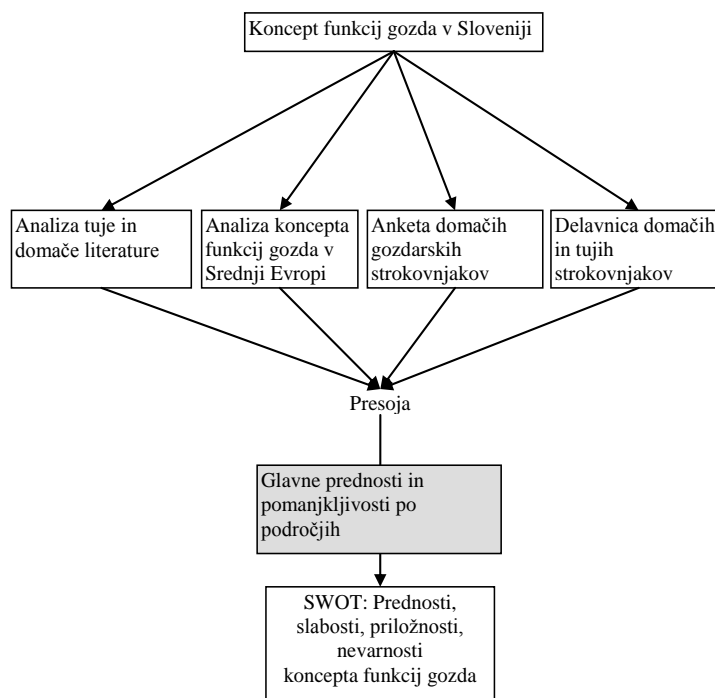 Koncept funkcij gozda v Sloveniji
Analiza tuje in
domače literature
Analiza koncepta
funkcij gozda v
Srednji Evropi
Anketa domačih
gozdarskih
strokovnjakov
Delavnica domačih
in tujih
strokovnjakov
Presoja
Glavne prednosti in
pomanjkljivosti po
področjih
SWOT: Prednosti,
slabosti, priložnosti,
nevarnosti
koncepta funkcij gozda